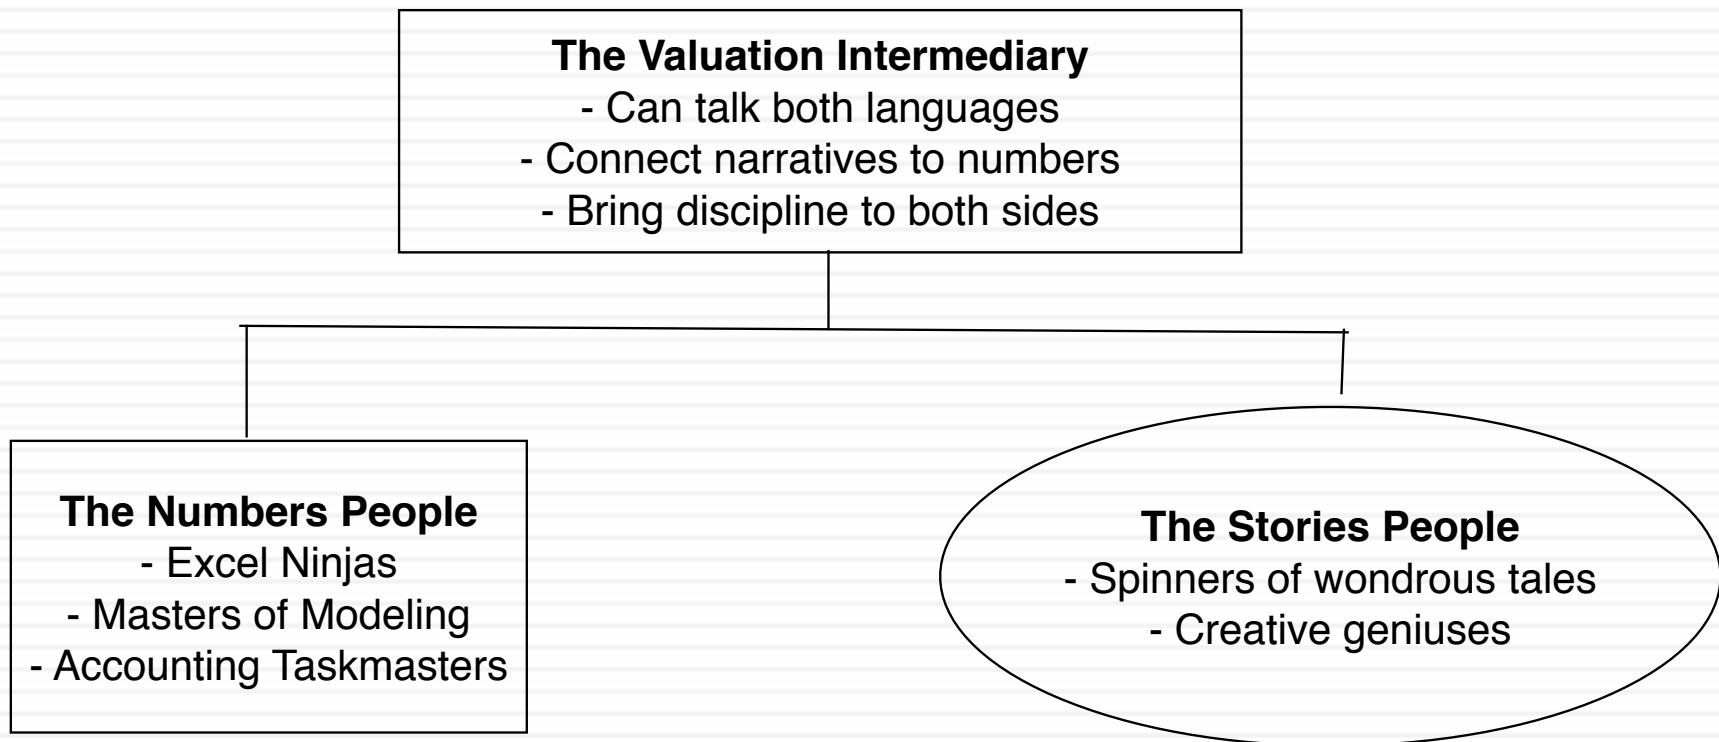 The Valuation Intermediary
- Can talk both languages
- Connect narratives to numbers
- Bring discipline to both sides
The Numbers People
- Excel Ninjas
- Masters of Modeling
- Accounting Taskmasters
The Stories People
- Spinners of wondrous tales
- Creative geniuses